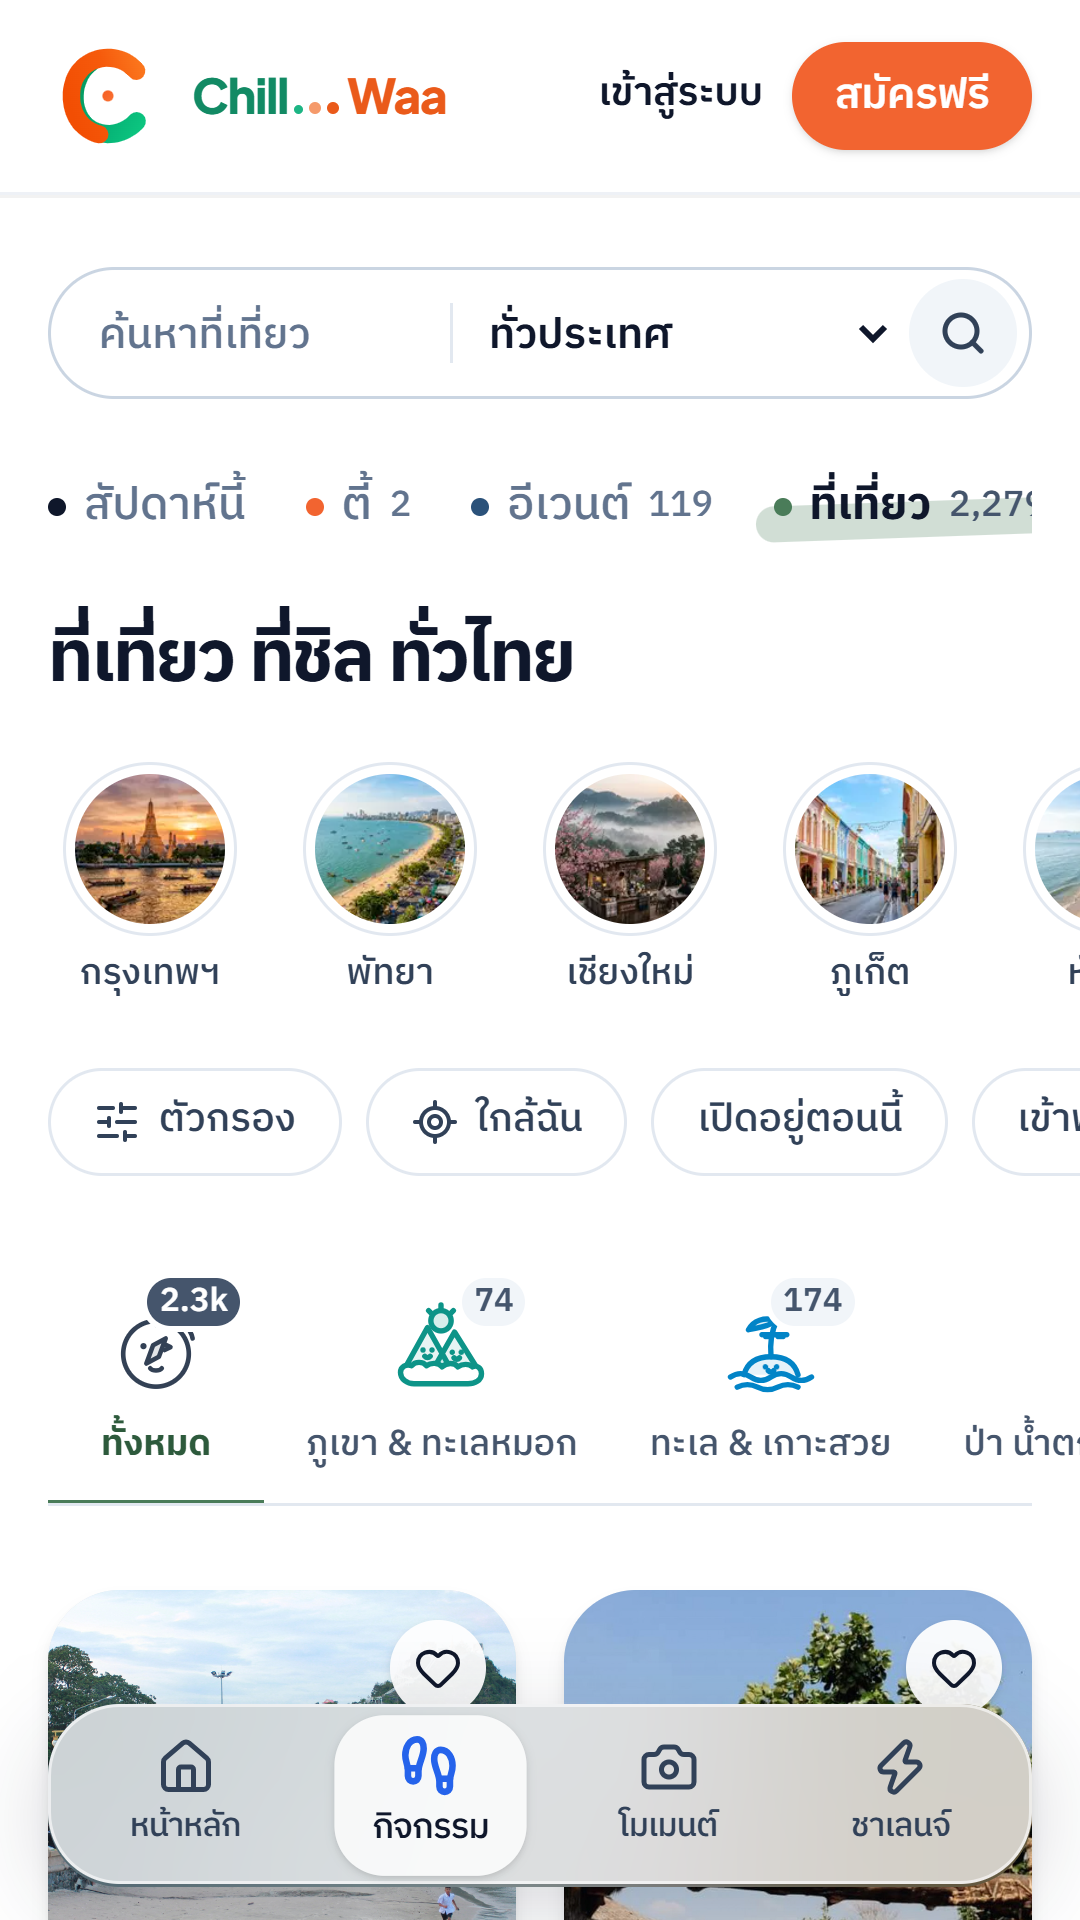 Chill...Waa
เข้าสู่ระบบ
สมัครฟรี
ค้นหาที่เที่ยว
ทั่วประเทศ
สัปดาห์นี้
ตี้ 2
อีเวนต์ 119
ที่เที่ยว 2,279
ที่เที่ยว ที่ชิล ทั่วไทย
กรุงเทพฯ
พัทยา
เชียงใหม่
ภูเก็ต
ตัวกรอง
ใกล้ฉัน
เปิดอยู่ตอนนี้
2.3k
74
174
ทั้งหมด
ภูเขา & ทะเลหมอก
ทะเล & เกาะสวย
หน้าหลัก
กิจกรรม
โมเมนต์
ชาเลนจ์